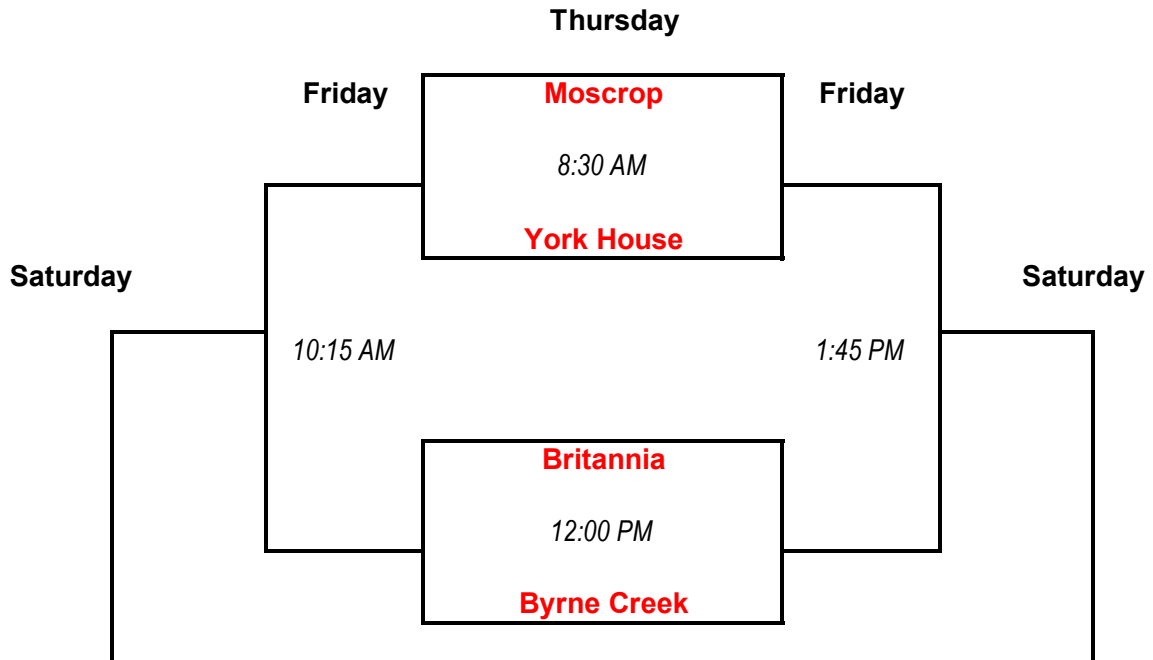 Thursday
Friday
Moscrop
Friday
8:30 AM
York House
Saturday
Saturday
10:15 AM
1:45 PM
Britannia
12:00 PM
Byrne Creek